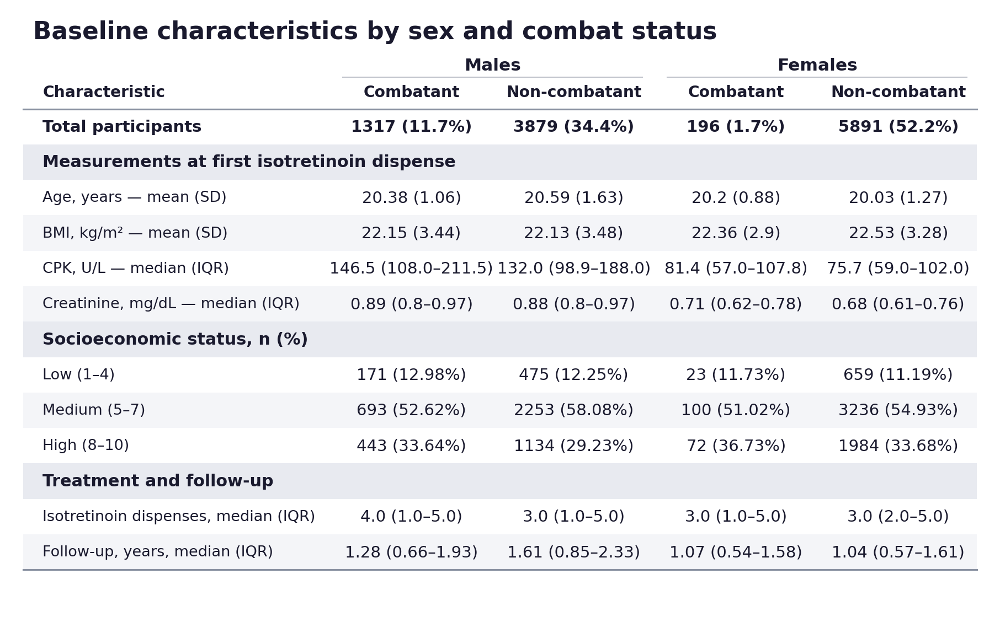 Baseline characteristics by sex and combat status
Males Females
Characteristic Combatant Non-combatant Combatant Non-combatant
Total participants 1317 (11.7%) 3879 (34.4%) 196 (1.7%) 5891 (52.2%)
Measurements at first isotretinoin dispense
Age, years — mean (SD) 20.38 (1.06) 20.59 (1.63) 20.2 (0.88) 20.03 (1.27)
BMI, kg/m² — mean (SD) 22.15 (3.44) 22.13 (3.48) 22.36 (2.9) 22.53 (3.28)
CPK, U/L — median (IQR) 146.5 (108.0–211.5) 132.0 (98.9–188.0) 81.4 (57.0–107.8) 75.7 (59.0–102.0)
Creatinine, mg/dL — median (IQR) 0.89 (0.8–0.97) 0.88 (0.8–0.97) 0.71 (0.62–0.78) 0.68 (0.61–0.76)
Socioeconomic status, n (%)
Low (1–4) 171 (12.98%) 475 (12.25%) 23 (11.73%) 659 (11.19%)
Medium (5–7) 693 (52.62%) 2253 (58.08%) 100 (51.02%) 3236 (54.93%)
High (8–10) 443 (33.64%) 1134 (29.23%) 72 (36.73%) 1984 (33.68%)
Treatment and follow-up
Isotretinoin dispenses, median (IQR) 4.0 (1.0–5.0) 3.0 (1.0–5.0) 3.0 (1.0–5.0) 3.0 (2.0–5.0)
Follow-up, years, median (IQR) 1.28 (0.66–1.93) 1.61 (0.85–2.33) 1.07 (0.54–1.58) 1.04 (0.57–1.61)